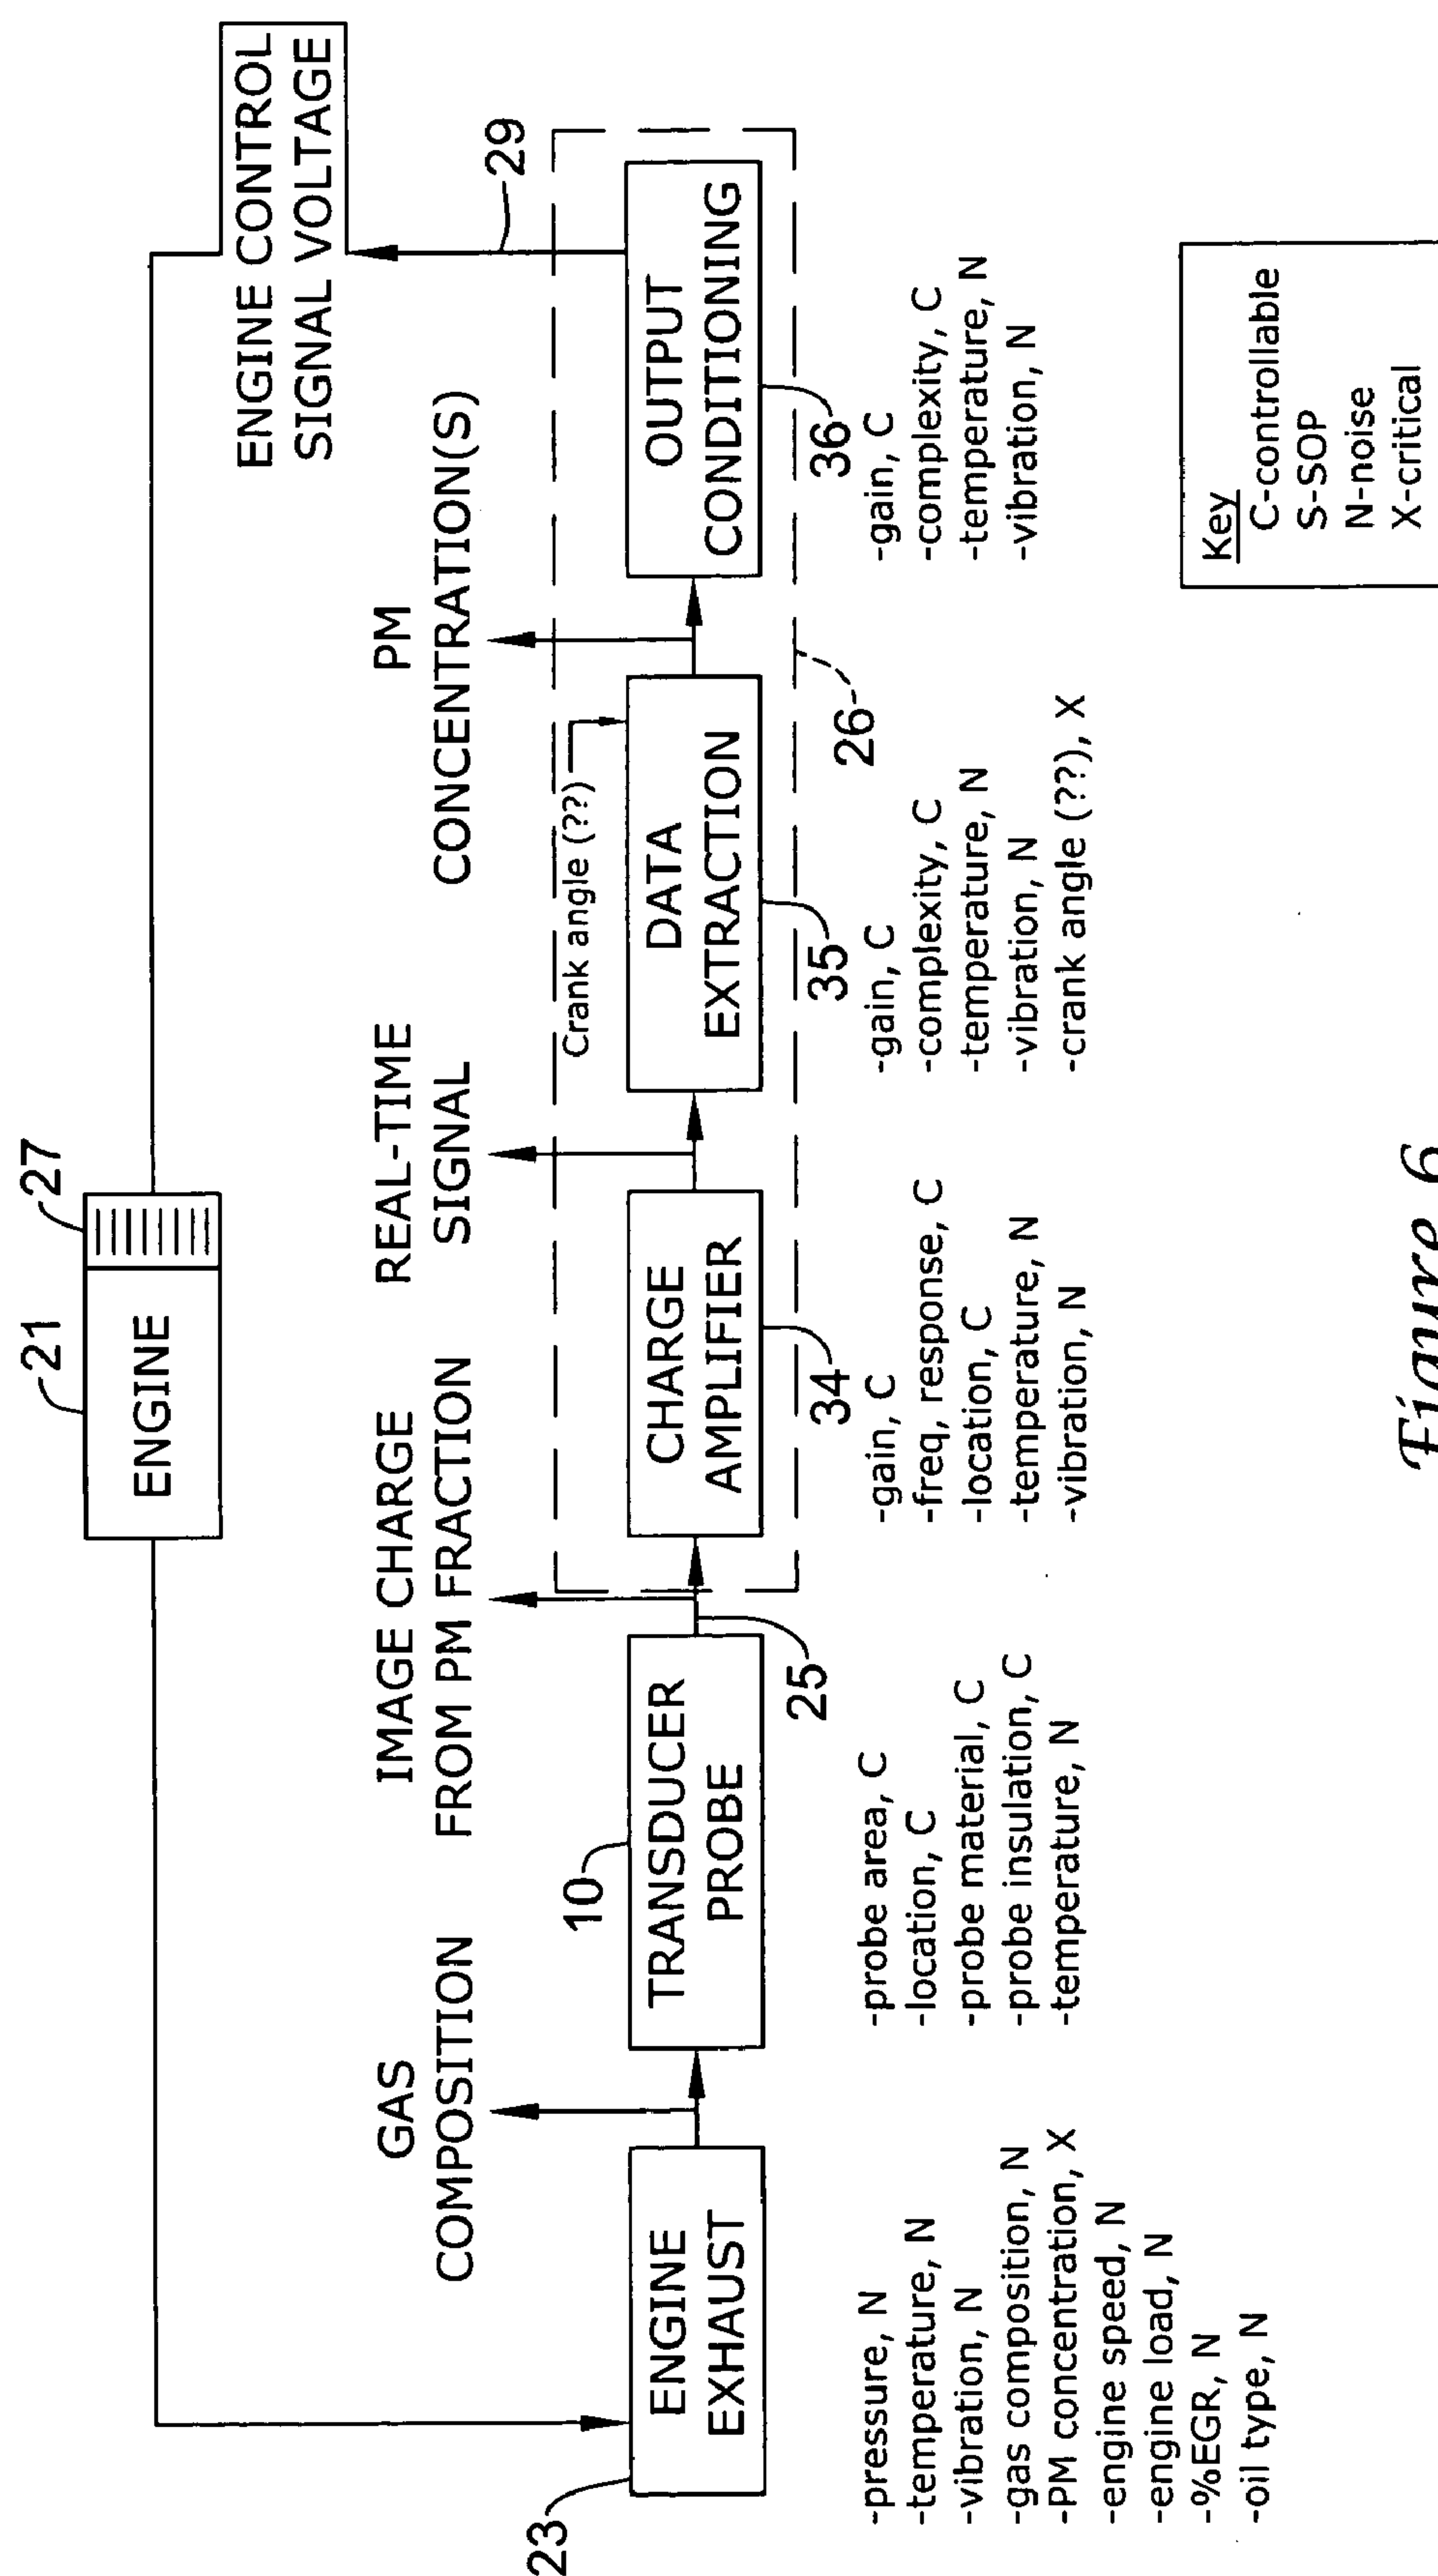 21
27
ENGINE
ENGINE CONTROL
SIGNAL VOLTAGE
GAS
COMPOSITION
IMAGE CHARGE
FROM PM FRACTION
REAL-TIME
SIGNAL
PM
CONCENTRATION(S)
29
23
10
Crank angle (??)
ENGINE
EXHAUST
TRANSDUCER
PROBE
CHARGE
AMPLIFIER
DATA
EXTRACTION
OUTPUT
CONDITIONING
25
34
35
26
36
-pressure, N
-temperature, N
-vibration, N
-gas composition, N
-PM concentration, X
-engine speed, N
-engine load, N
-%EGR, N
-oil type, N
-probe area, C
-location, C
-probe material, C
-probe insulation, C
-temperature, N
-gain, C
-freq, response, C
-location, C
-temperature, N
-vibration, N
-gain, C
-complexity, C
-temperature, N
-vibration, N
-crank angle (??), X
-gain, C
-complexity, C
-temperature, N
-vibration, N
Key
C-controllable
S-SOP
N-noise
X-critical
Figure 6